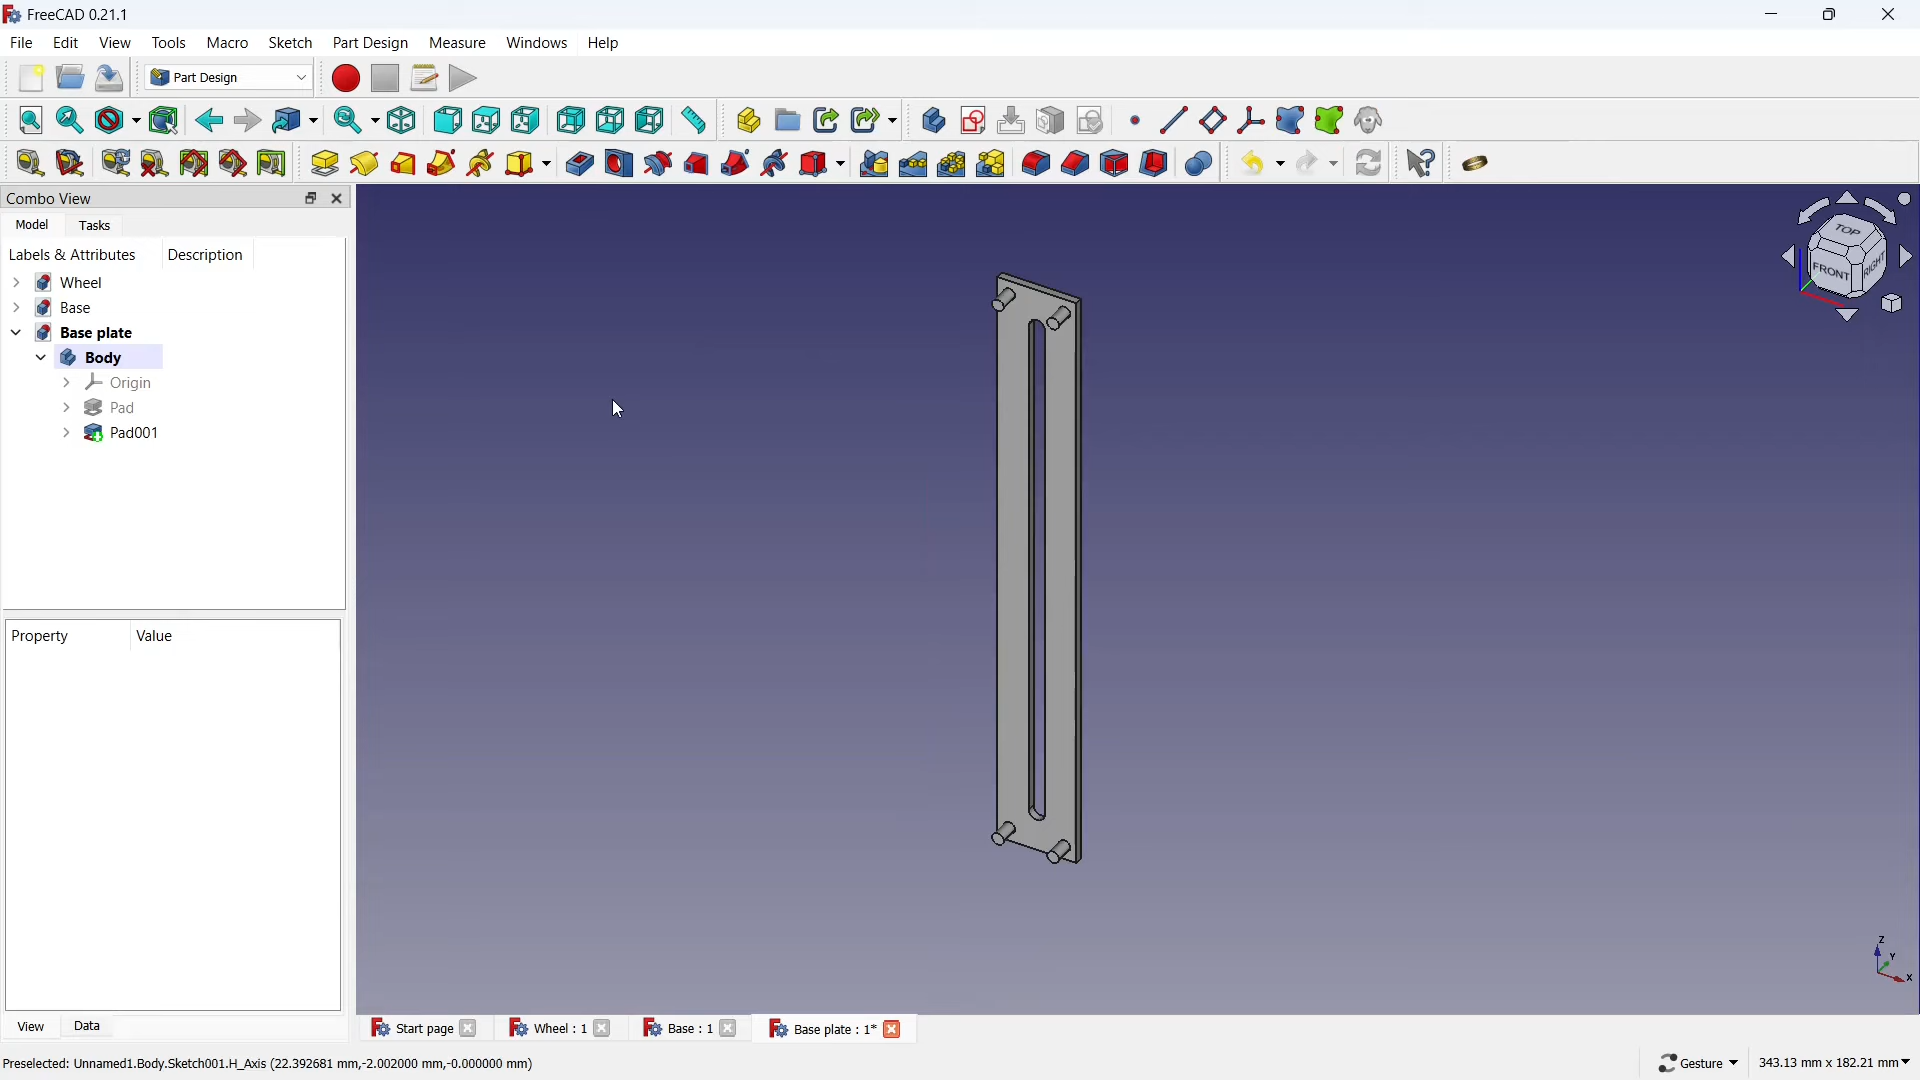 FreeCAD 0.21.1
File Edit View Tools Macro Sketch Part Design Measure Windows Help
Part Design
Combo View
Model Tasks
Labels & Attributes Description
Wheel
Base
Base plate
Body
Origin
Pad
Pad001
Property Value
View Data
TOP
FRONT
RIGHT
Z
Y
X
Start page
Wheel : 1
Base : 1
Base plate : 1*
Preselected: Unnamed1.Body.Sketch001.H_Axis (22.392681 mm,-2.002000 mm,-0.000000 mm)
Gesture
343.13 mm x 182.21 mm